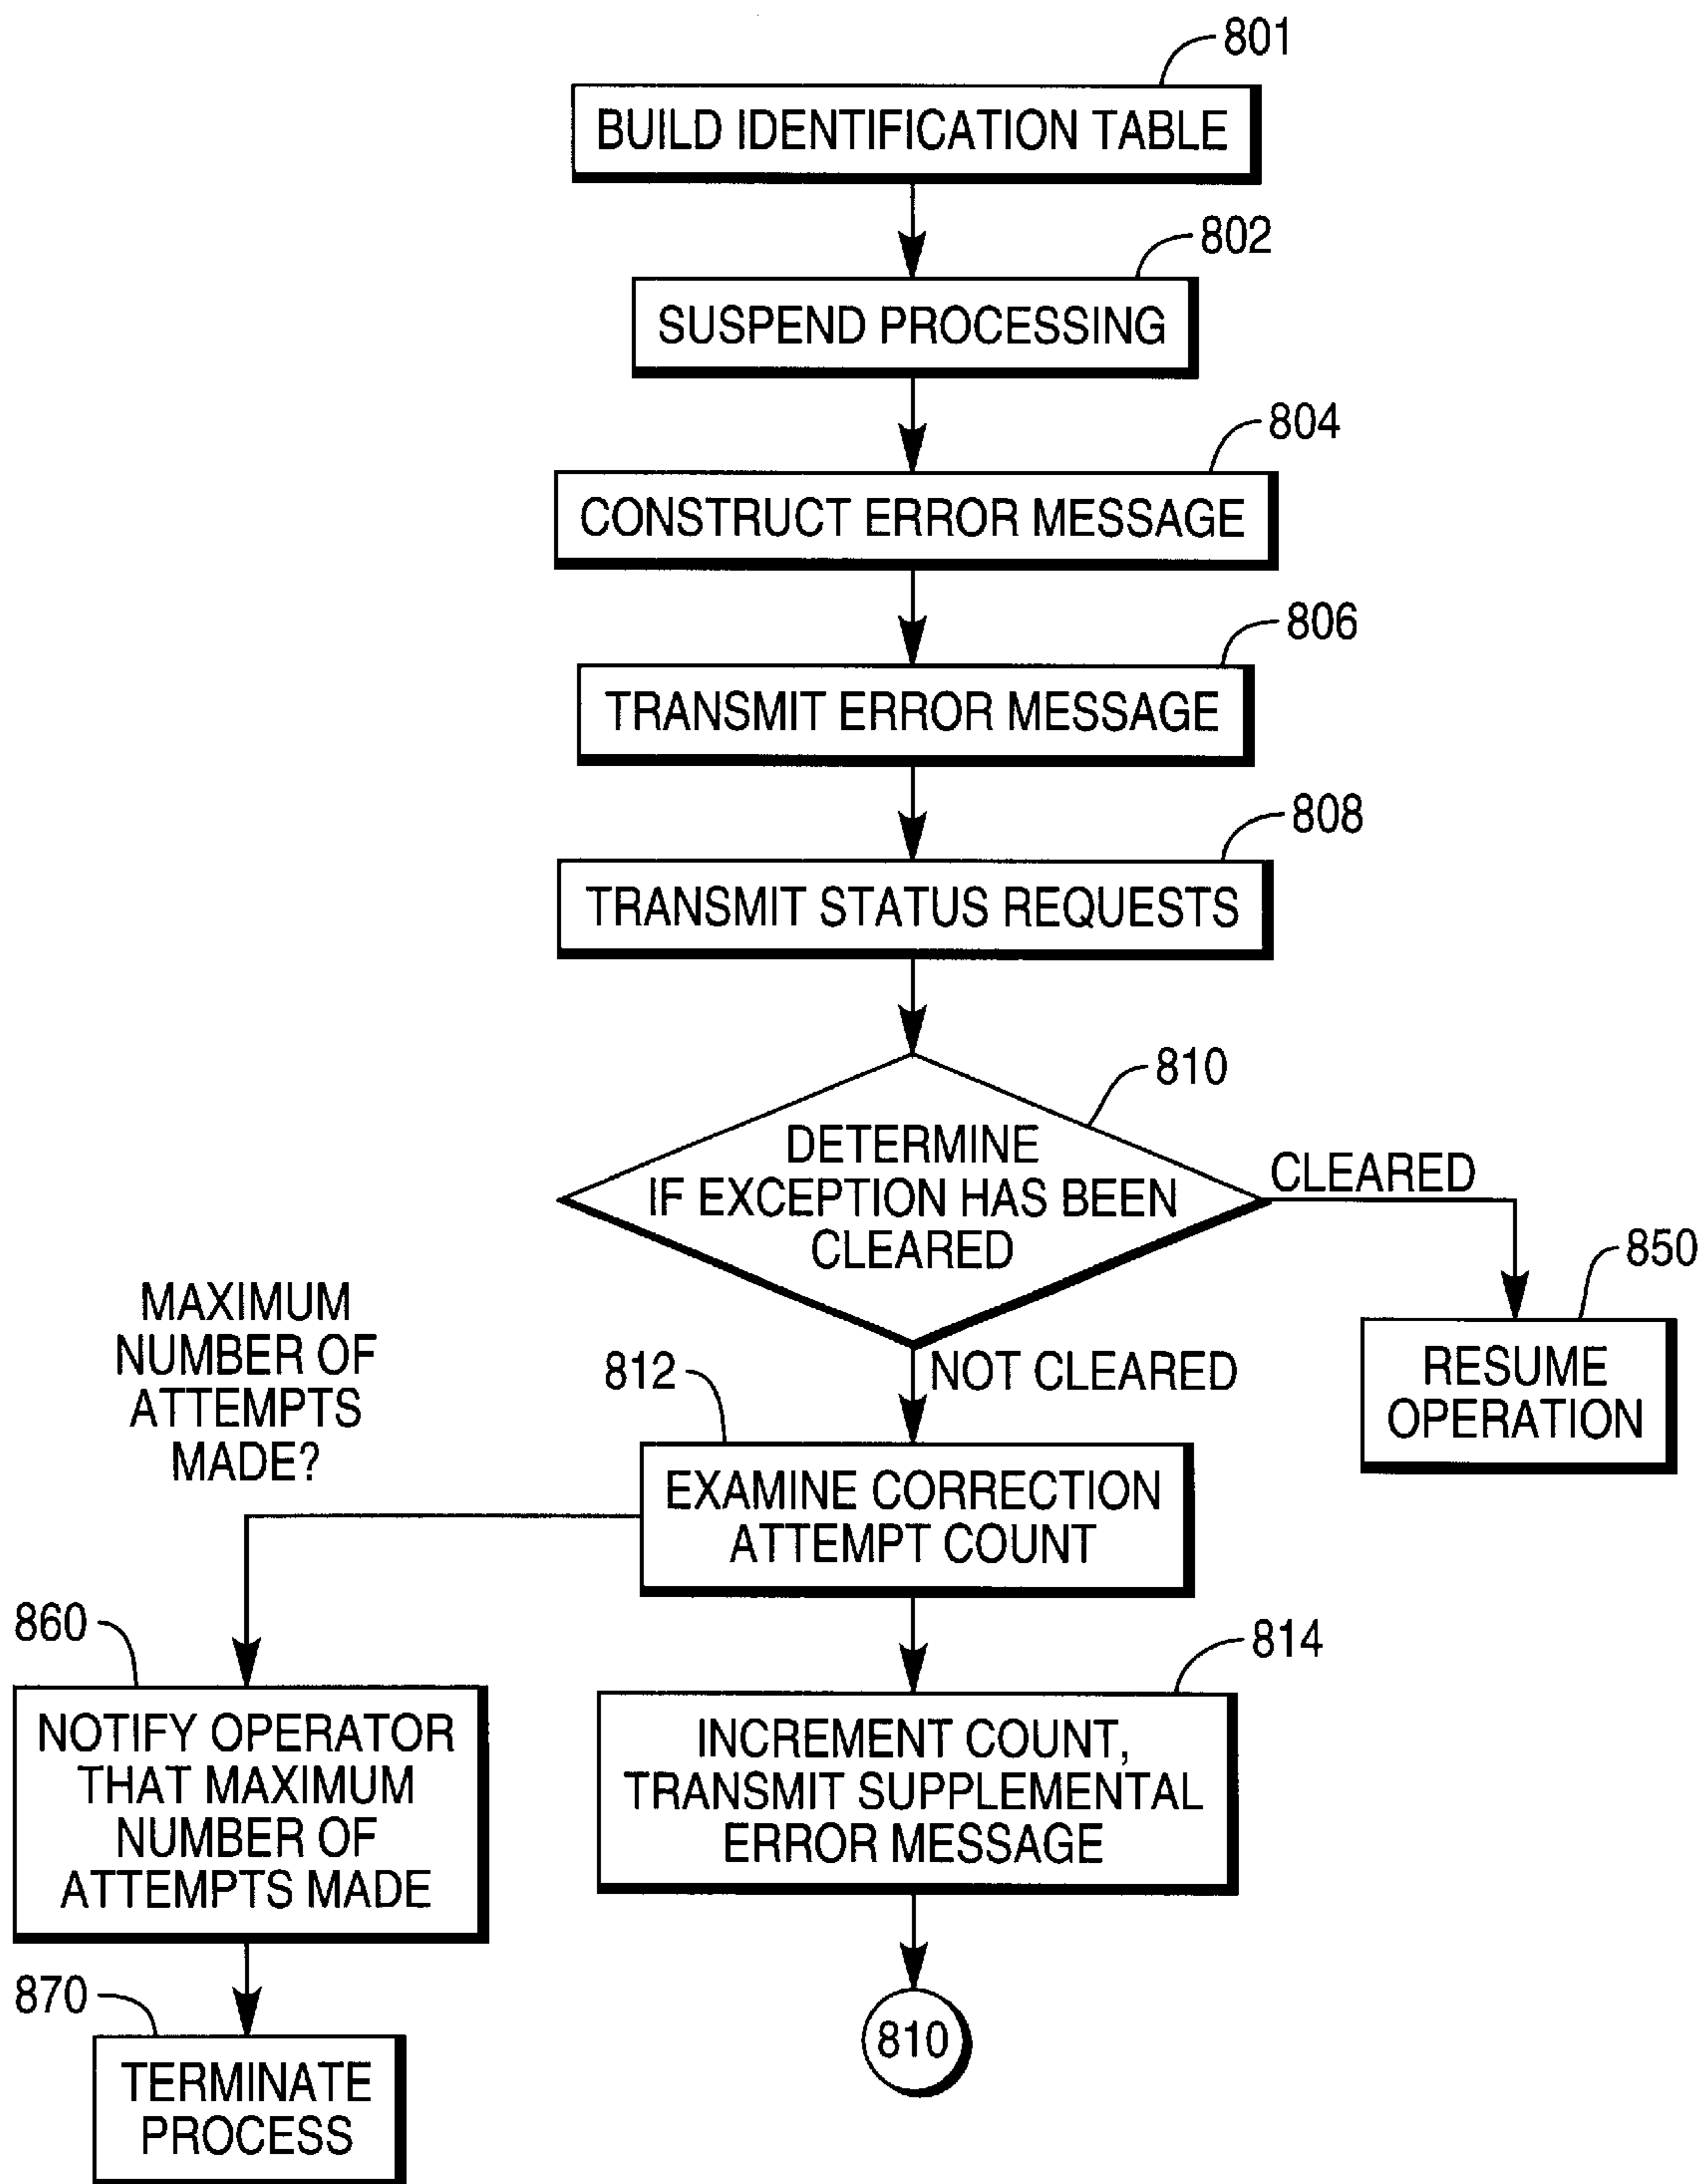 801
BUILD IDENTIFICATION TABLE
802
SUSPEND PROCESSING
804
CONSTRUCT ERROR MESSAGE
806
TRANSMIT ERROR MESSAGE
808
TRANSMIT STATUS REQUESTS
810
DETERMINE
IF EXCEPTION HAS BEEN
CLEARED
CLEARED
850
RESUME
OPERATION
NOT CLEARED
MAXIMUM
NUMBER OF
ATTEMPTS
MADE?
812
EXAMINE CORRECTION
ATTEMPT COUNT
860
NOTIFY OPERATOR
THAT MAXIMUM
NUMBER OF
ATTEMPTS MADE
814
INCREMENT COUNT,
TRANSMIT SUPPLEMENTAL
ERROR MESSAGE
870
TERMINATE
PROCESS
810